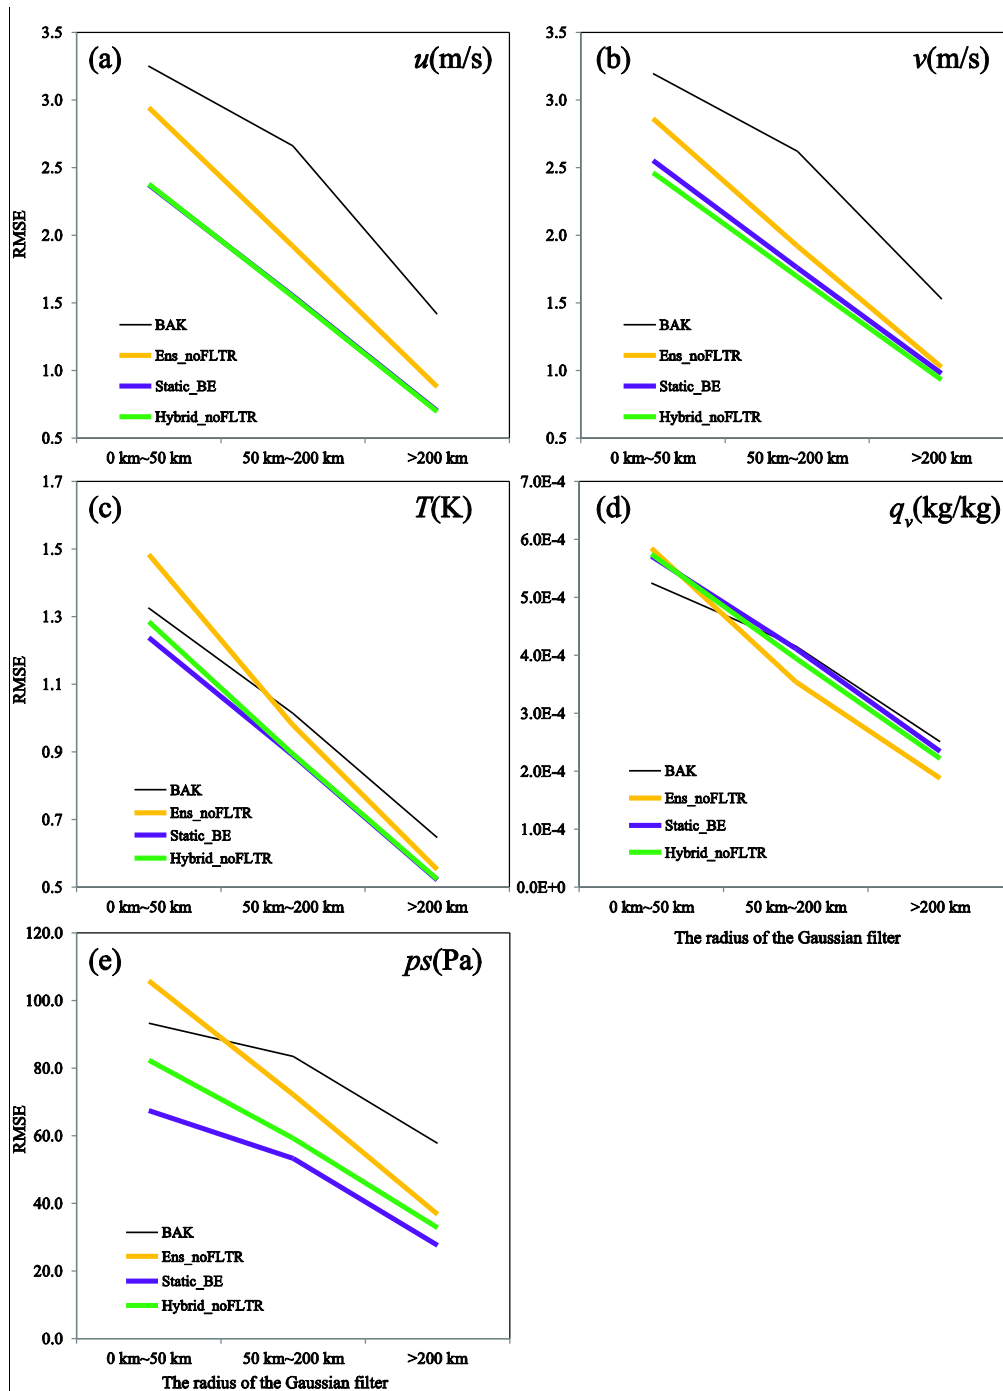 (a)
u(m/s)
3.5
3.0
2.5
2.0
1.5
1.0
0.5
RMSE
BAK
Ens_noFLTR
Static_BE
Hybrid_noFLTR
0 km~50 km
50 km~200 km
>200 km
(b)
v(m/s)
3.5
3.0
2.5
2.0
1.5
1.0
0.5
BAK
Ens_noFLTR
Static_BE
Hybrid_noFLTR
0 km~50 km
50 km~200 km
>200 km
(c)
T(K)
1.7
1.5
1.3
1.1
0.9
0.7
0.5
RMSE
BAK
Ens_noFLTR
Static_BE
Hybrid_noFLTR
0 km~50 km
50 km~200 km
>200 km
(d)
qv(kg/kg)
7.0E-4
6.0E-4
5.0E-4
4.0E-4
3.0E-4
2.0E-4
1.0E-4
0.0E+0
BAK
Ens_noFLTR
Static_BE
Hybrid_noFLTR
0 km~50 km
50 km~200 km
>200 km
The radius of the Gaussian filter
(e)
ps(Pa)
120.0
100.0
80.0
60.0
40.0
20.0
0.0
RMSE
BAK
Ens_noFLTR
Static_BE
Hybrid_noFLTR
0 km~50 km
50 km~200 km
>200 km
The radius of the Gaussian filter